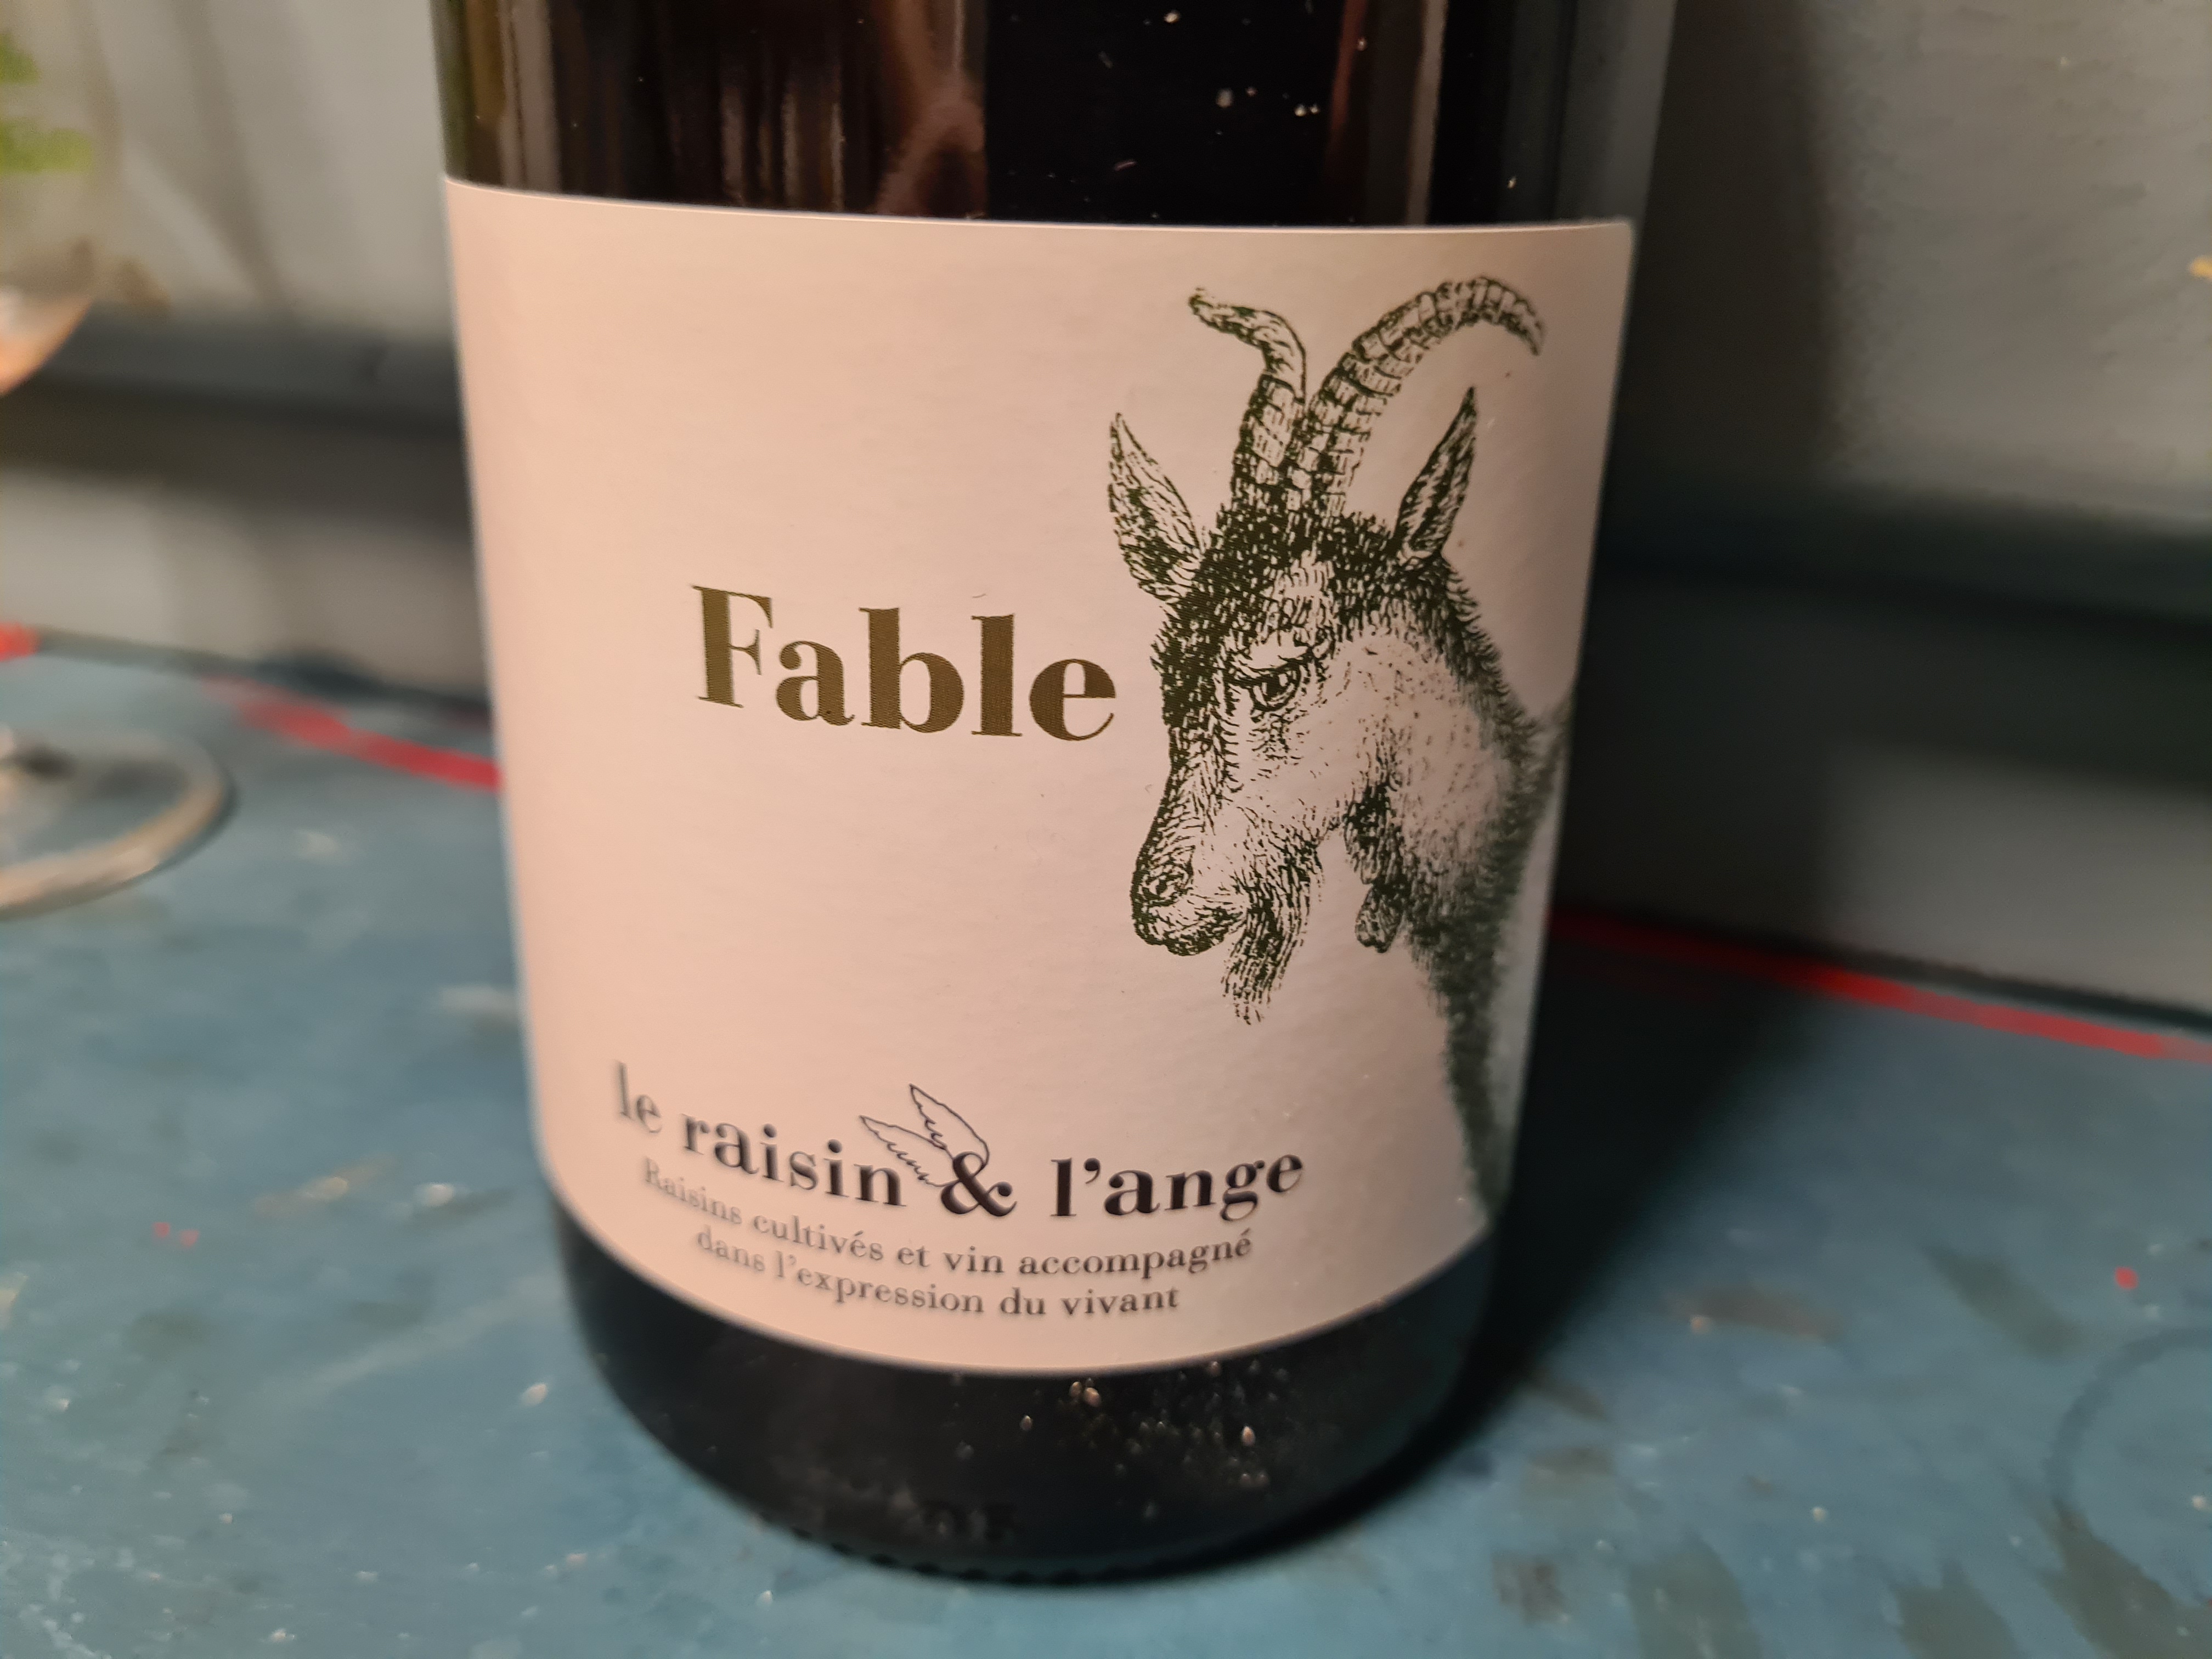 Fable
le raisin & l'ange
Raisins cultivés et vin accompagné
dans l'expression du vivant